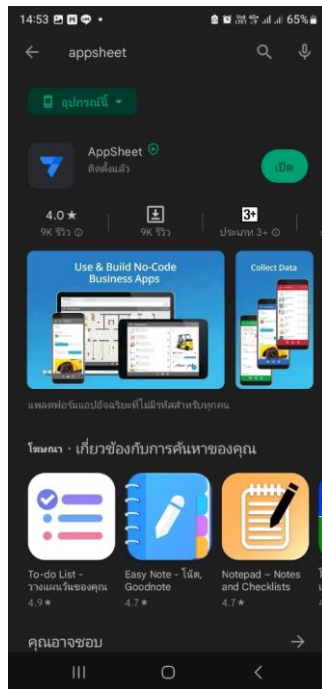 14:53
65%
appsheet
อุปกรณ์นี้
AppSheet
ติดตั้งแล้ว
เปิด
4.0 ★
9K รีวิว
9K รีวิว
3+
ประเภท 3+
Use & Build No-Code
Business Apps
Collect Data
แพลตฟอร์มแอปอัจฉริยะที่ไม่มีรหัสสำหรับทุกคน
โฆษณา · เกี่ยวข้องกับการค้นหาของคุณ
To-do List -
วางแผนวันของคุณ
4.9★
Easy Note - โน้ต,
Goodnote
4.7★
Notepad – Notes
and Checklists
4.7★
คุณอาจชอบ